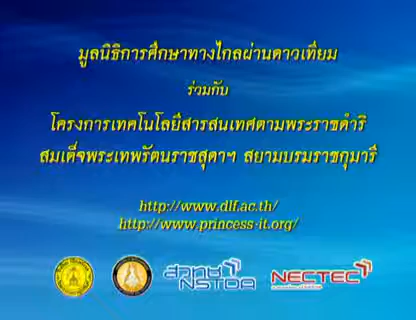 มูลนิธิการศึกษาทางไกลผ่านดาวเทียม
ร่วมกับ
โครงการเทคโนโลยีสารสนเทศตามพระราชดำริ
สมเด็จพระเทพรัตนราชสุดาฯ สยามบรมราชกุมารี
http://www.dlf.ac.th/
http://www.princess-it.org/
สวทช
NSTDA
NECTEC